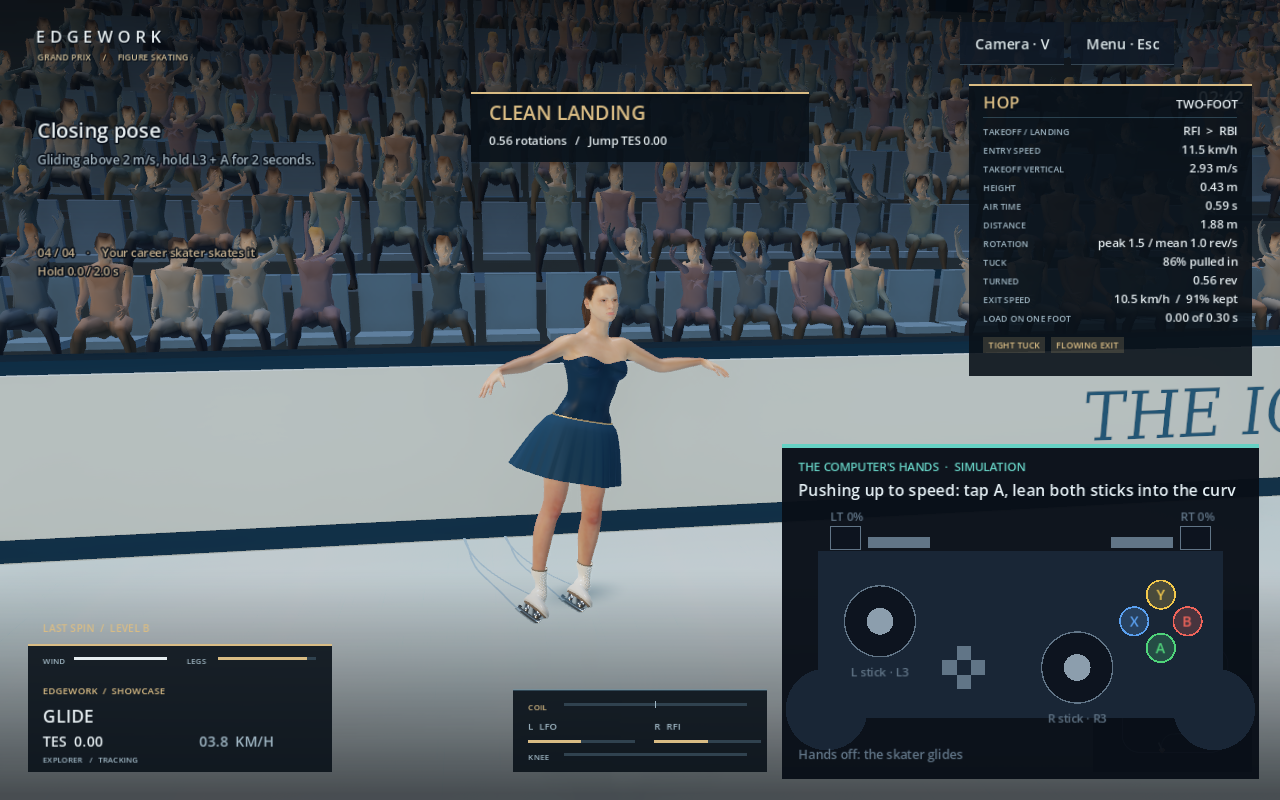 EDGEWORK
GRAND PRIX / FIGURE SKATING
Camera · V
Menu · Esc
Closing pose
Gliding above 2 m/s, hold L3 + A for 2 seconds.
04 / 04 · Your career skater skates it
Hold 0.0 / 2.0 s
CLEAN LANDING
0.56 rotations / Jump TES 0.00
HOP TWO-FOOT
TAKEOFF / LANDING RFI > RBI
ENTRY SPEED 11.5 km/h
TAKEOFF VERTICAL 2.93 m/s
HEIGHT 0.43 m
AIR TIME 0.59 s
DISTANCE 1.88 m
ROTATION peak 1.5 / mean 1.0 rev/s
TUCK 86% pulled in
TURNED 0.56 rev
EXIT SPEED 10.5 km/h / 91% kept
LOAD ON ONE FOOT 0.00 of 0.30 s
TIGHT TUCK FLOWING EXIT
THE
THE COMPUTER'S HANDS · SIMULATION
Pushing up to speed: tap A, lean both sticks into the curv
LT 0% RT 0%
Y
X B
A
L stick · L3
R stick · R3
Hands off: the skater glides
LAST SPIN / LEVEL B
WIND LEGS
EDGEWORK / SHOWCASE
GLIDE
TES 0.00 03.8 KM/H
EXPLORER / TRACKING
COIL
L LFO R RFI
KNEE